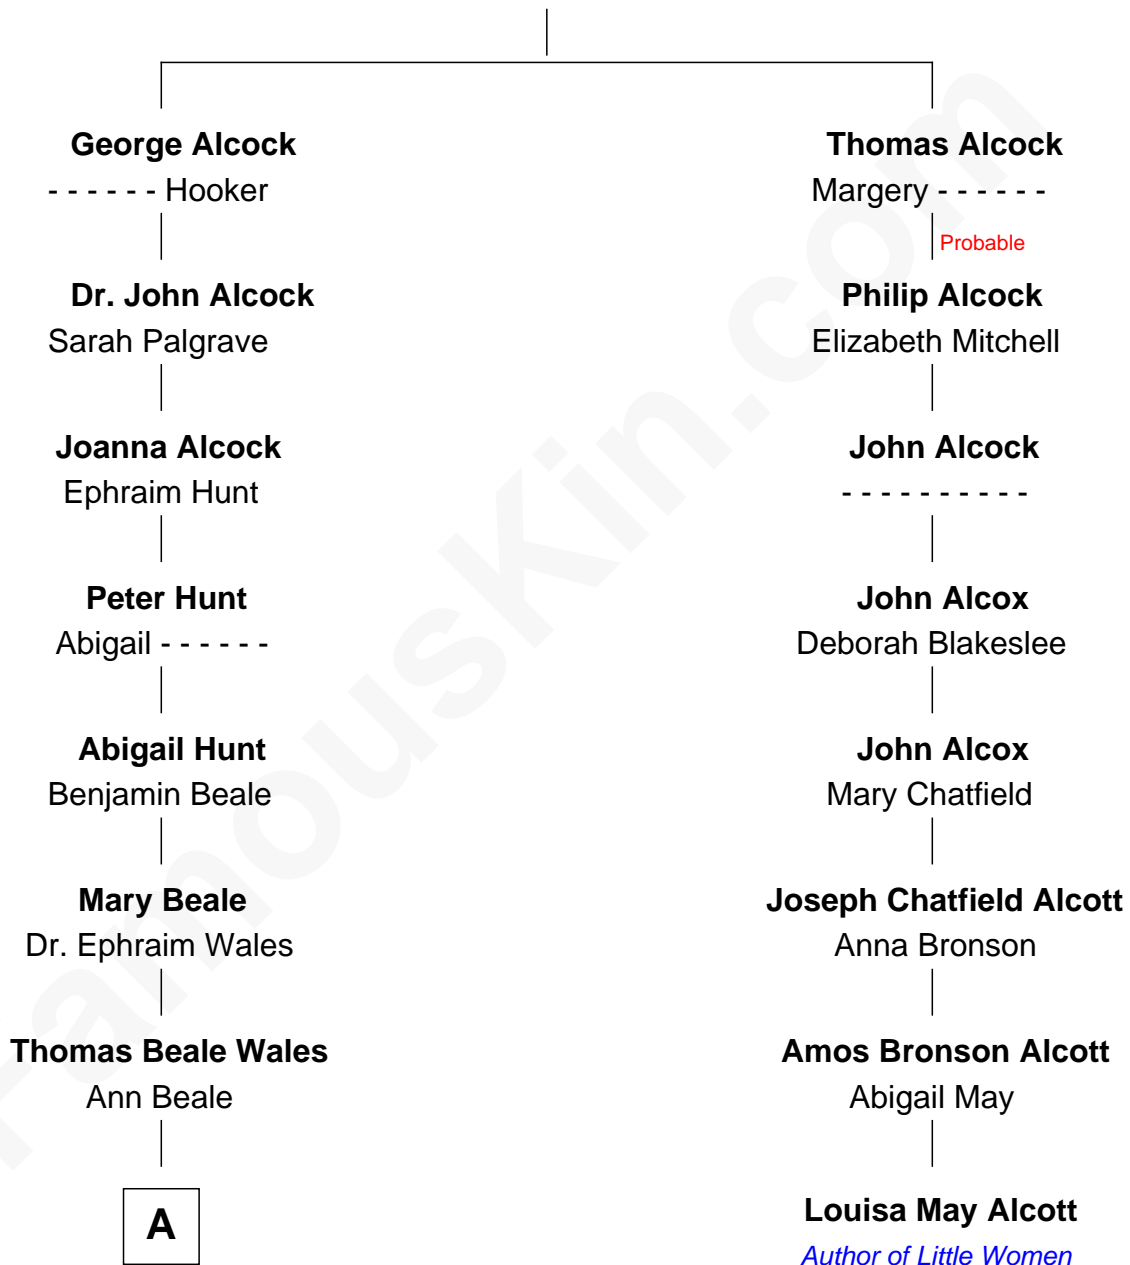 George Alcock
- - - - - - Hooker
Dr. John Alcock
Sarah Palgrave
Joanna Alcock
Ephraim Hunt
Peter Hunt
Abigail - - - - - -
Abigail Hunt
Benjamin Beale
Mary Beale
Dr. Ephraim Wales
Thomas Beale Wales
Ann Beale
A
Thomas Alcock
Margery - - - - - -
Probable
Philip Alcock
Elizabeth Mitchell
John Alcock
- - - - - - - - - -
John Alcox
Deborah Blakeslee
John Alcox
Mary Chatfield
Joseph Chatfield Alcott
Anna Bronson
Amos Bronson Alcott
Abigail May
Louisa May Alcott
Author of Little Women
FamousKin.com